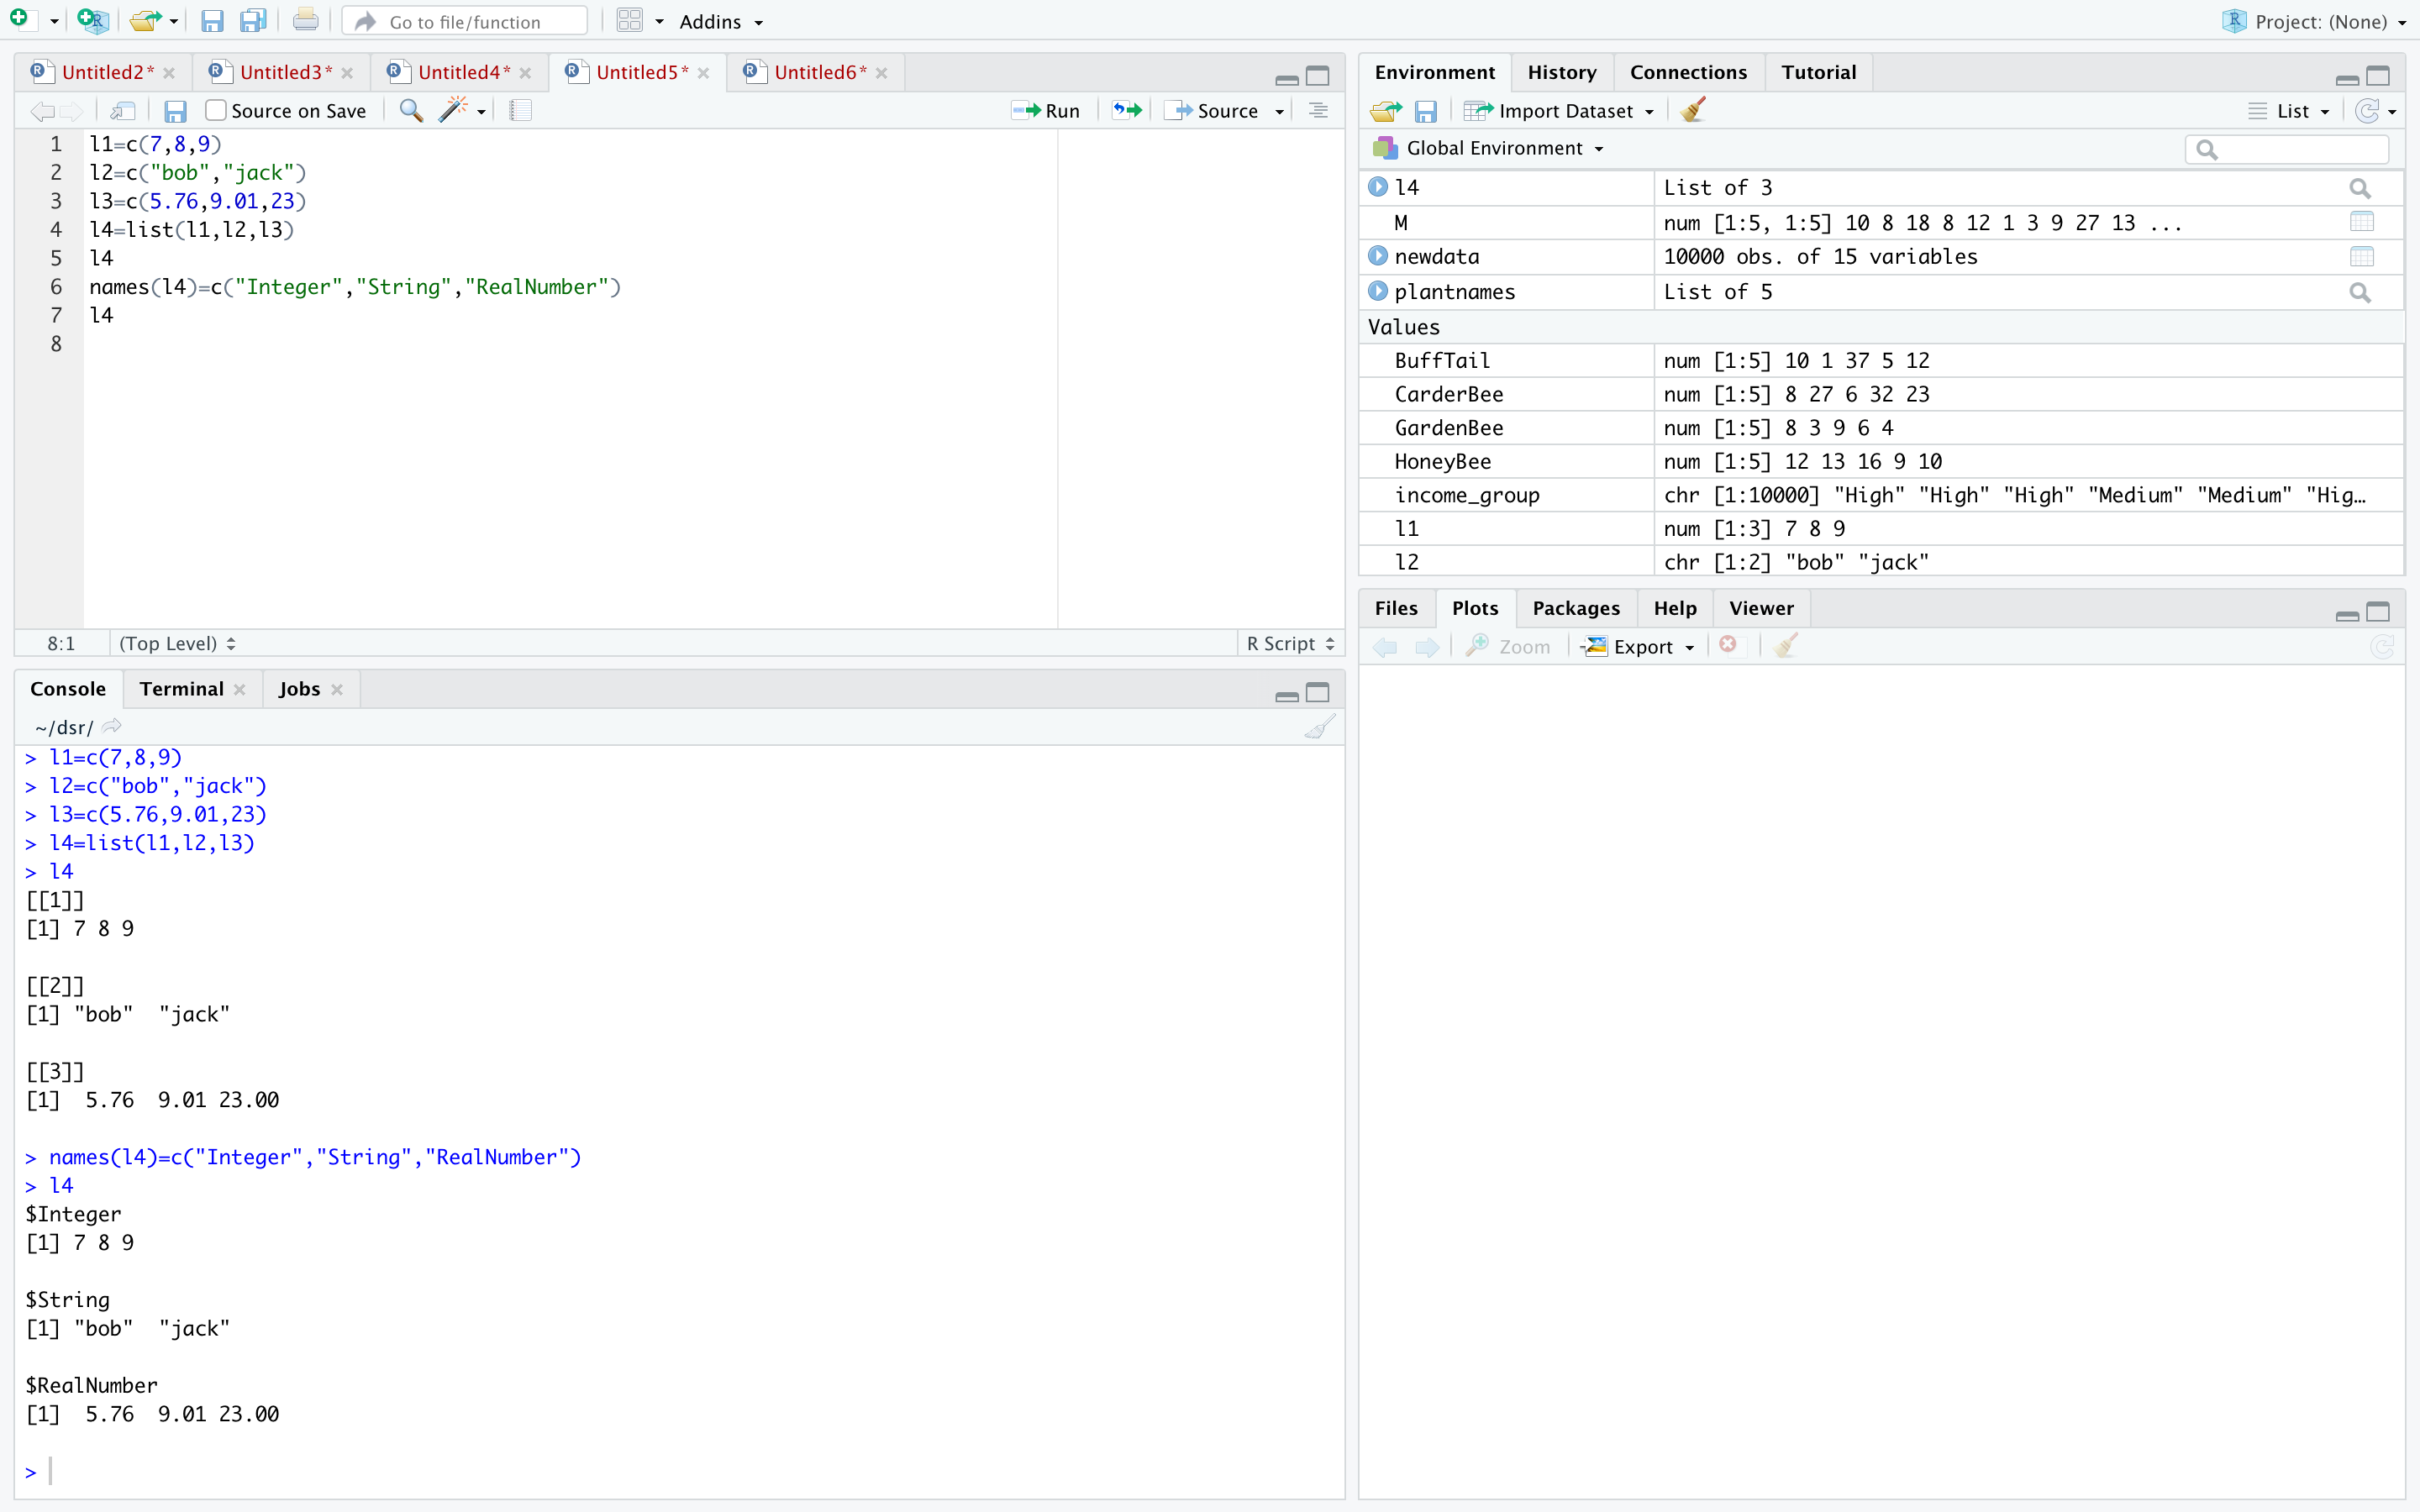 Go to file/function
Addins
Project: (None)
Untitled2*
Untitled3*
Untitled4*
Untitled5*
Untitled6*
Source on Save
Run
Source
1 l1=c(7,8,9)
2 l2=c("bob","jack")
3 l3=c(5.76,9.01,23)
4 l4=list(l1,l2,l3)
5 l4
6 names(l4)=c("Integer","String","RealNumber")
7 l4
8
8:1
(Top Level)
R Script
Console
Terminal
Jobs
~/dsr/
> l1=c(7,8,9)
> l2=c("bob","jack")
> l3=c(5.76,9.01,23)
> l4=list(l1,l2,l3)
> l4
[[1]]
[1] 7 8 9
[[2]]
[1] "bob"  "jack"
[[3]]
[1]  5.76  9.01 23.00
> names(l4)=c("Integer","String","RealNumber")
> l4
$Integer
[1] 7 8 9
$String
[1] "bob"  "jack"
$RealNumber
[1]  5.76  9.01 23.00
>
Environment
History
Connections
Tutorial
Import Dataset
List
Global Environment
l4 List of 3
M num [1:5, 1:5] 10 8 18 8 12 1 3 9 27 13 ...
newdata 10000 obs. of 15 variables
plantnames List of 5
Values
BuffTail num [1:5] 10 1 37 5 12
CarderBee num [1:5] 8 27 6 32 23
GardenBee num [1:5] 8 3 9 6 4
HoneyBee num [1:5] 12 13 16 9 10
income_group chr [1:10000] "High" "High" "High" "Medium" "Medium" "Hig…
l1 num [1:3] 7 8 9
l2 chr [1:2] "bob" "jack"
Files
Plots
Packages
Help
Viewer
Zoom
Export